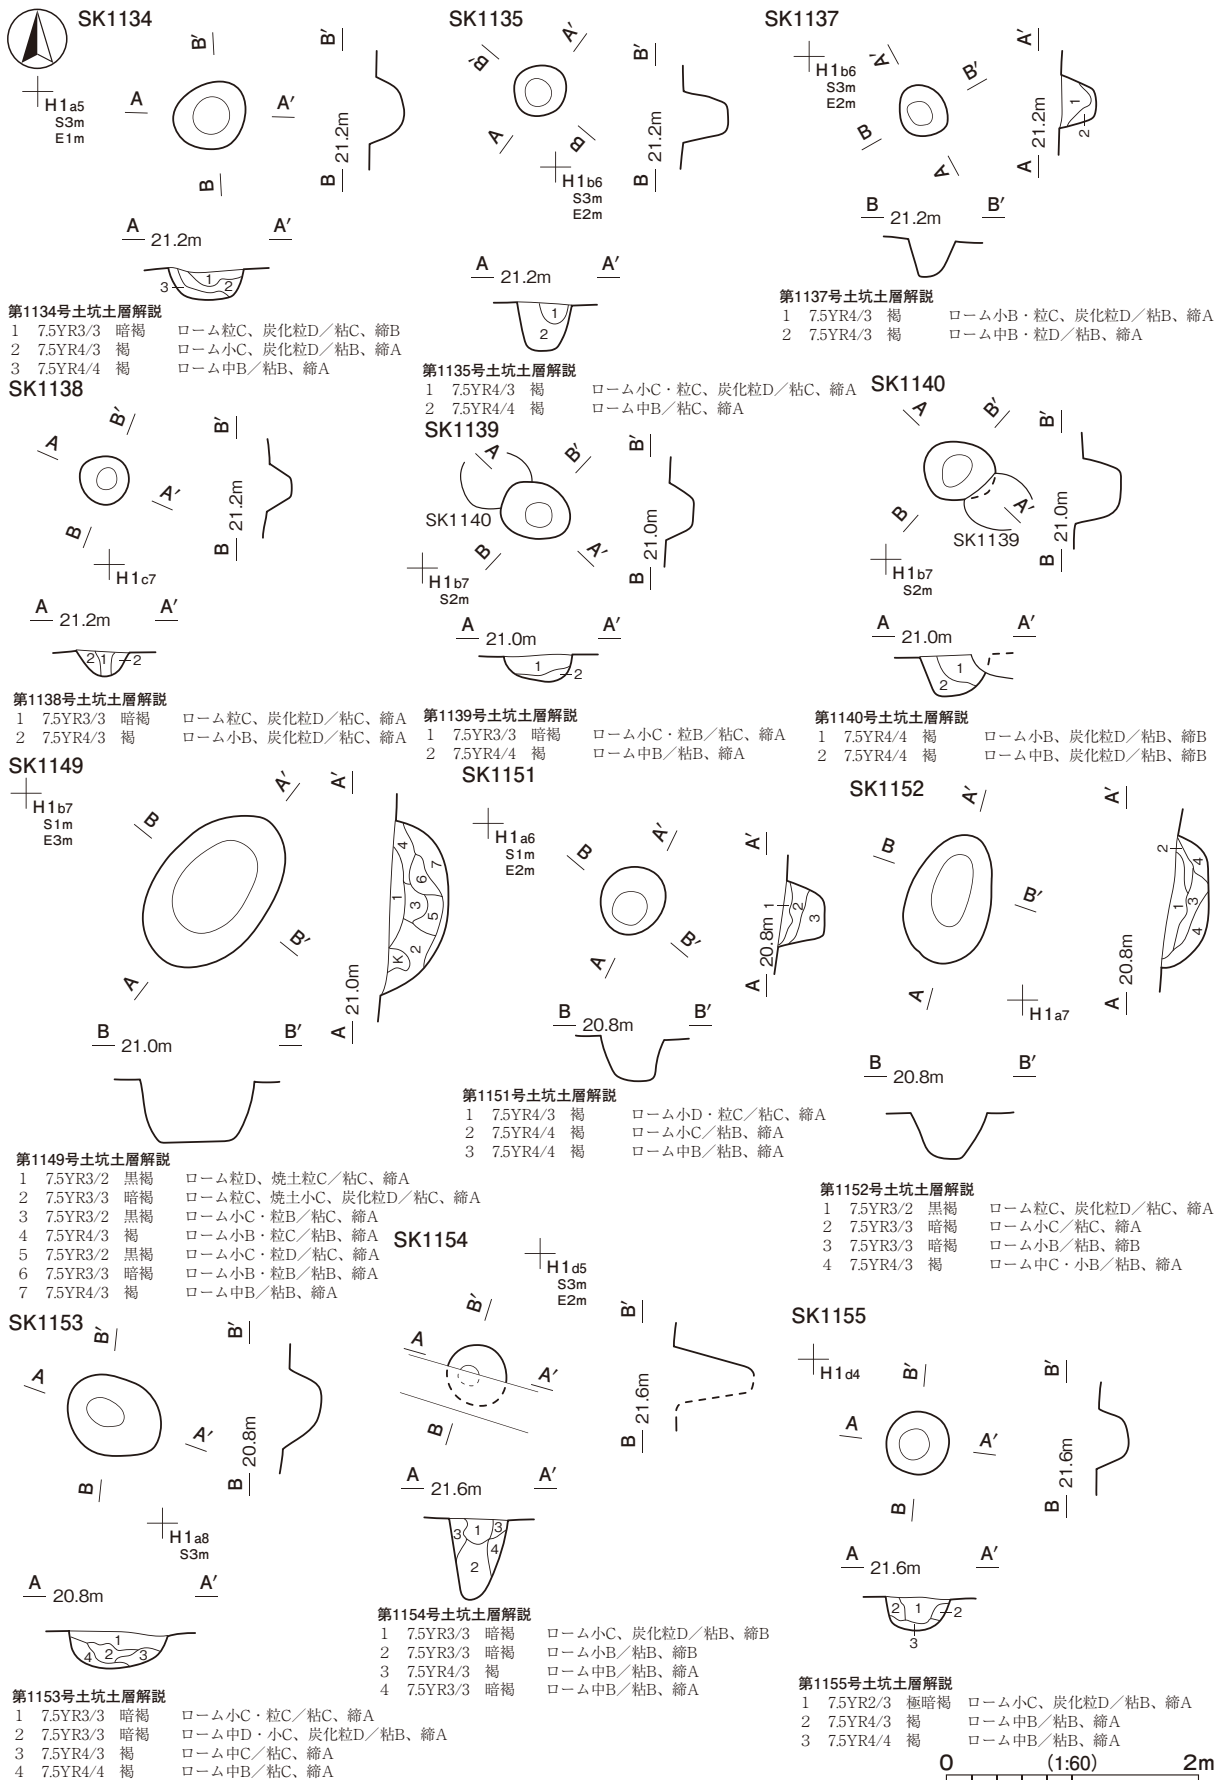 SK1134
B′
A
A′
B
H1a5
S3m
E1m
B′
B 21.2m
A 21.2m A′
1
2
3
第1134号土坑土層解説
1 7.5YR3/3 暗褐 ローム粒C、炭化粒D／粘C、締B
2 7.5YR4/3 褐 ローム小C、炭化粒D／粘B、締A
3 7.5YR4/4 褐 ローム中B／粘B、締A
SK1135
B′
A′
A
B
H1b6
S3m
E2m
B′
B 21.2m
A 21.2m A′
1
2
第1135号土坑土層解説
1 7.5YR4/3 褐 ローム小C・粒C、炭化粒D／粘C、締A
2 7.5YR4/4 褐 ローム中B／粘C、締A
SK1137
H1b6
S3m
E2m
A′
B′
B
A
A′
1
2
A 21.2m
B 21.2m B′
第1137号土坑土層解説
1 7.5YR4/3 褐 ローム小B・粒C、炭化粒D／粘B、締A
2 7.5YR4/3 褐 ローム中B・粒D／粘B、締A
SK1138
B′
A
A′
B
H1c7
B′
B 21.2m
A 21.2m A′
2 1 2
第1138号土坑土層解説
1 7.5YR3/3 暗褐 ローム粒C、炭化粒D／粘C、締A
2 7.5YR4/3 褐 ローム小B、炭化粒D／粘C、締A
SK1139
A
B′
SK1140
B
A′
H1b7
S2m
B′
B 21.0m
A 21.0m A′
1
2
第1139号土坑土層解説
1 7.5YR3/3 暗褐 ローム小C・粒B／粘C、締A
2 7.5YR4/4 褐 ローム中B／粘B、締A
SK1140
A
B′
B
A′
SK1139
H1b7
S2m
B′
B 21.0m
A 21.0m A′
1
2
第1140号土坑土層解説
1 7.5YR4/4 褐 ローム小B、炭化粒D／粘B、締B
2 7.5YR4/4 褐 ローム中B、炭化粒D／粘B、締B
SK1149
H1b7
S1m
E3m
A′
B
B′
A
A′
4
7
6
1
3
5
2
K
A 21.0m
B 21.0m B′
第1149号土坑土層解説
1 7.5YR3/2 黒褐 ローム粒D、焼土粒C／粘C、締A
2 7.5YR3/3 暗褐 ローム粒C、焼土小C、炭化粒D／粘C、締A
3 7.5YR3/2 黒褐 ローム小C・粒B／粘C、締A
4 7.5YR4/3 褐 ローム小B・粒C／粘B、締A
5 7.5YR3/2 黒褐 ローム小C・粒D／粘C、締A
6 7.5YR3/3 暗褐 ローム小B・粒B／粘B、締A
7 7.5YR4/3 褐 ローム中B／粘B、締A
SK1151
H1a6
S1m
E2m
A′
B
B′
A
A′
1
2
3
A 20.8m
B 20.8m B′
第1151号土坑土層解説
1 7.5YR4/3 褐 ローム小D・粒C／粘C、締A
2 7.5YR4/4 褐 ローム小C／粘B、締A
3 7.5YR4/4 褐 ローム中B／粘B、締A
SK1152
A′
B
B′
A
H1a7
A′
2
4
1
3
4
A 20.8m
B 20.8m B′
第1152号土坑土層解説
1 7.5YR3/2 黒褐 ローム粒C、炭化粒D／粘C、締A
2 7.5YR3/3 暗褐 ローム小C／粘C、締A
3 7.5YR3/3 暗褐 ローム小B／粘B、締B
4 7.5YR4/3 褐 ローム中C・小B／粘B、締A
SK1153
B′
A
A′
B
H1a8
S3m
B′
B 20.8m
A 20.8m A′
1
4
2
3
第1153号土坑土層解説
1 7.5YR3/3 暗褐 ローム小C・粒C／粘C、締A
2 7.5YR3/3 暗褐 ローム中D・小C、炭化粒D／粘B、締A
3 7.5YR4/3 褐 ローム中C／粘C、締A
4 7.5YR4/4 褐 ローム中B／粘C、締A
SK1154
H1d5
S3m
E2m
B′
A
A′
B
B′
B 21.6m
A 21.6m A′
3 1 3
4
2
第1154号土坑土層解説
1 7.5YR3/3 暗褐 ローム小C、炭化粒D／粘B、締B
2 7.5YR3/3 暗褐 ローム小B／粘B、締B
3 7.5YR4/3 褐 ローム中B／粘B、締A
4 7.5YR3/3 暗褐 ローム中B／粘B、締A
SK1155
H1d4
B′
A
A′
B
B′
B 21.6m
A 21.6m A′
2 1 2
3
第1155号土坑土層解説
1 7.5YR2/3 極暗褐 ローム小C、炭化粒D／粘B、締A
2 7.5YR4/3 褐 ローム中B／粘B、締A
3 7.5YR4/4 褐 ローム中B／粘B、締A
0 (1:60) 2m